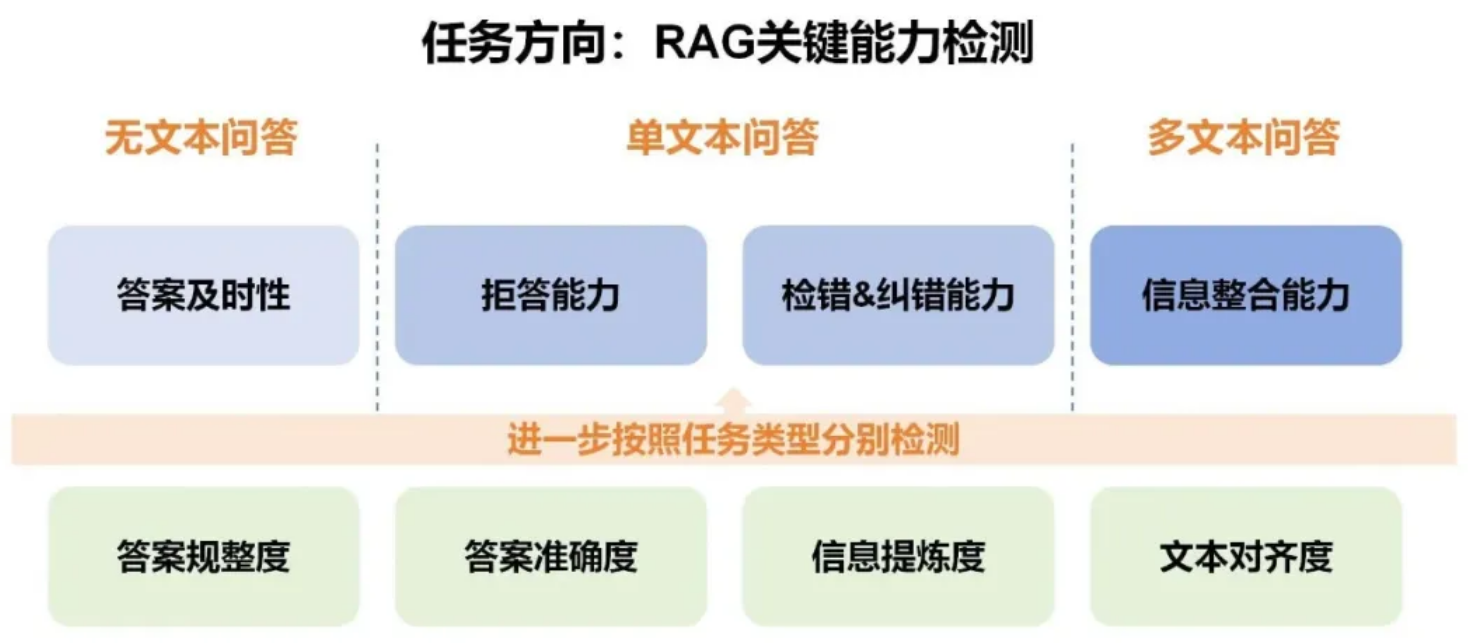 任务方向：RAG关键能力检测
无文本问答
单文本问答
多文本问答
答案及时性
拒答能力
检错&纠错能力
信息整合能力
进一步按照任务类型分别检测
答案规整度
答案准确度
信息提炼度
文本对齐度